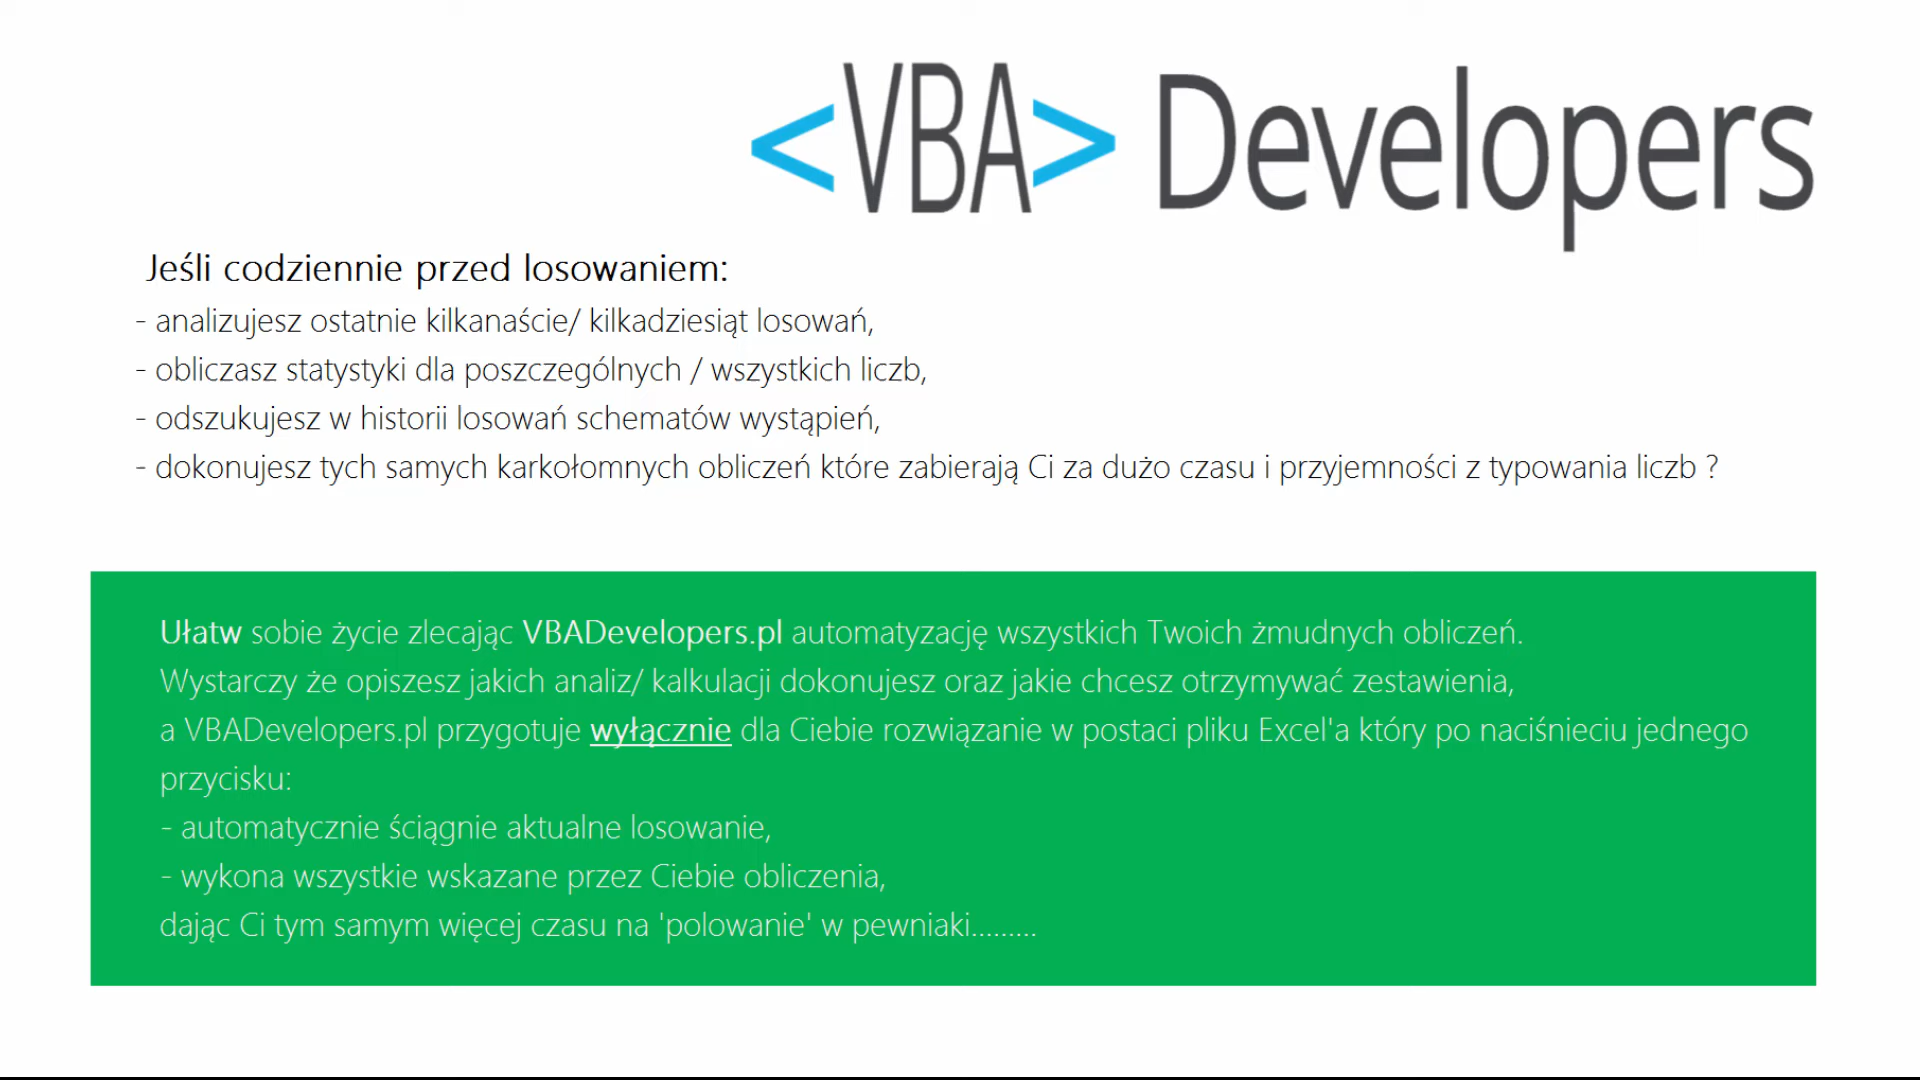 <VBA> Developers
Jeśli codziennie przed losowaniem:
- analizujesz ostatnie kilkanaście/ kilkadziesiąt losowań,
- obliczasz statystyki dla poszczególnych / wszystkich liczb,
- odszukujesz w historii losowań schematów wystąpień,
- dokonujesz tych samych karkołomnych obliczeń które zabierają Ci za dużo czasu i przyjemności z typowania liczb ?
Ułatw sobie życie zlecając VBADevelopers.pl automatyzację wszystkich Twoich żmudnych obliczeń.
Wystarczy że opiszesz jakich analiz/ kalkulacji dokonujesz oraz jakie chcesz otrzymywać zestawienia,
a VBADevelopers.pl przygotuje wyłącznie dla Ciebie rozwiązanie w postaci pliku Excel'a który po naciśnieciu jednego
przycisku:
- automatycznie ściągnie aktualne losowanie,
- wykona wszystkie wskazane przez Ciebie obliczenia,
dając Ci tym samym więcej czasu na 'polowanie' w pewniaki.........